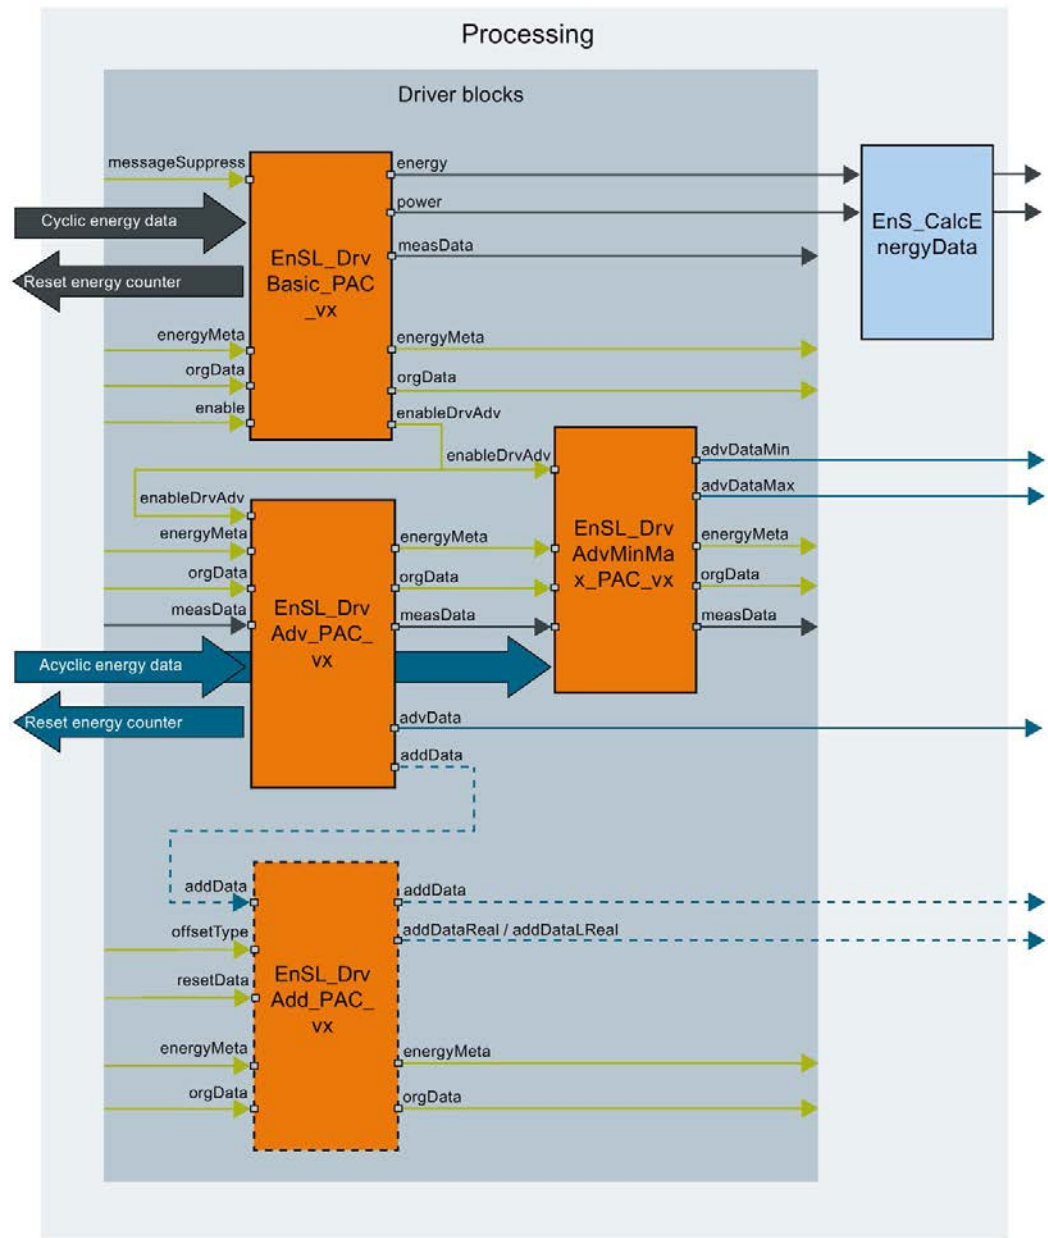 Processing
Driver blocks
messageSuppress
energy
power
measData
Cyclic energy data
Reset energy counter
EnSL_Drv
Basic_PAC
_vx
EnS_CalcE
nergyData
energyMeta
orgData
enable
energyMeta
orgData
enableDrvAdv
enableDrvAdv
enableDrvAdv
advDataMin
advDataMax
energyMeta
orgData
measData
energyMeta
orgData
measData
EnSL_Drv
Adv_PAC_
vx
EnSL_Drv
AdvMinMa
x_PAC_vx
energyMeta
orgData
measData
Acyclic energy data
Reset energy counter
advData
addData
addData
offsetType
resetData
energyMeta
orgData
EnSL_Drv
Add_PAC_
vx
addData
addDataReal / addDataLReal
energyMeta
orgData